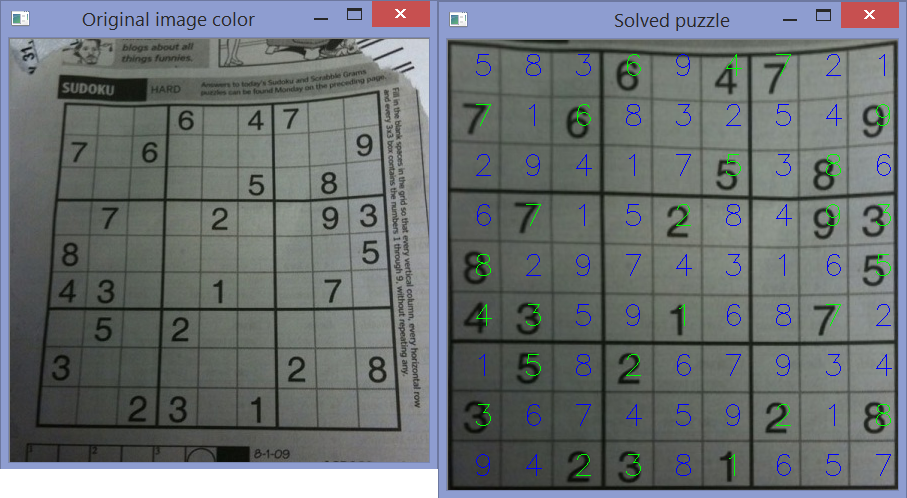 Original image color
blogs about all
things funnies.
SUDOKU HARD Answers to today's Sudoku and Scrabble Grams
puzzles can be found Monday on the preceding page.
6 4 7
7 6 9
5 8
7 2 9 3
8 5
4 3 1 7
5 2
3 2 8
2 3 1
Fill in the blank spaces in the grid so that every vertical column, every horizontal row
and every 3x3 box contains the numbers 1 through 9, without repeating any.
1 2 3
8-1-09
Solved puzzle
5 8 3 6 9 4 7 2 1
7 1 6 8 3 2 5 4 9
2 9 4 1 7 5 3 8 6
6 7 1 5 2 8 4 9 3
8 2 9 7 4 3 1 6 5
4 3 5 9 1 6 8 7 2
1 5 8 2 6 7 9 3 4
3 6 7 4 5 9 2 1 8
9 4 2 3 8 1 6 5 7